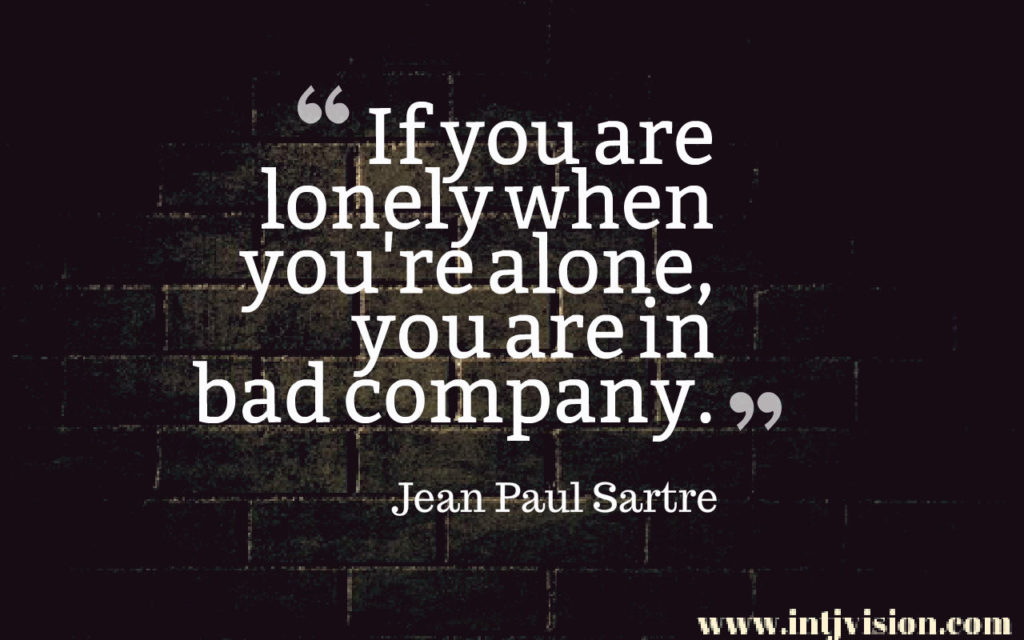 “ If you are
lonely when
you're alone,
you are in
bad company. ”
Jean Paul Sartre
www.intjvision.com